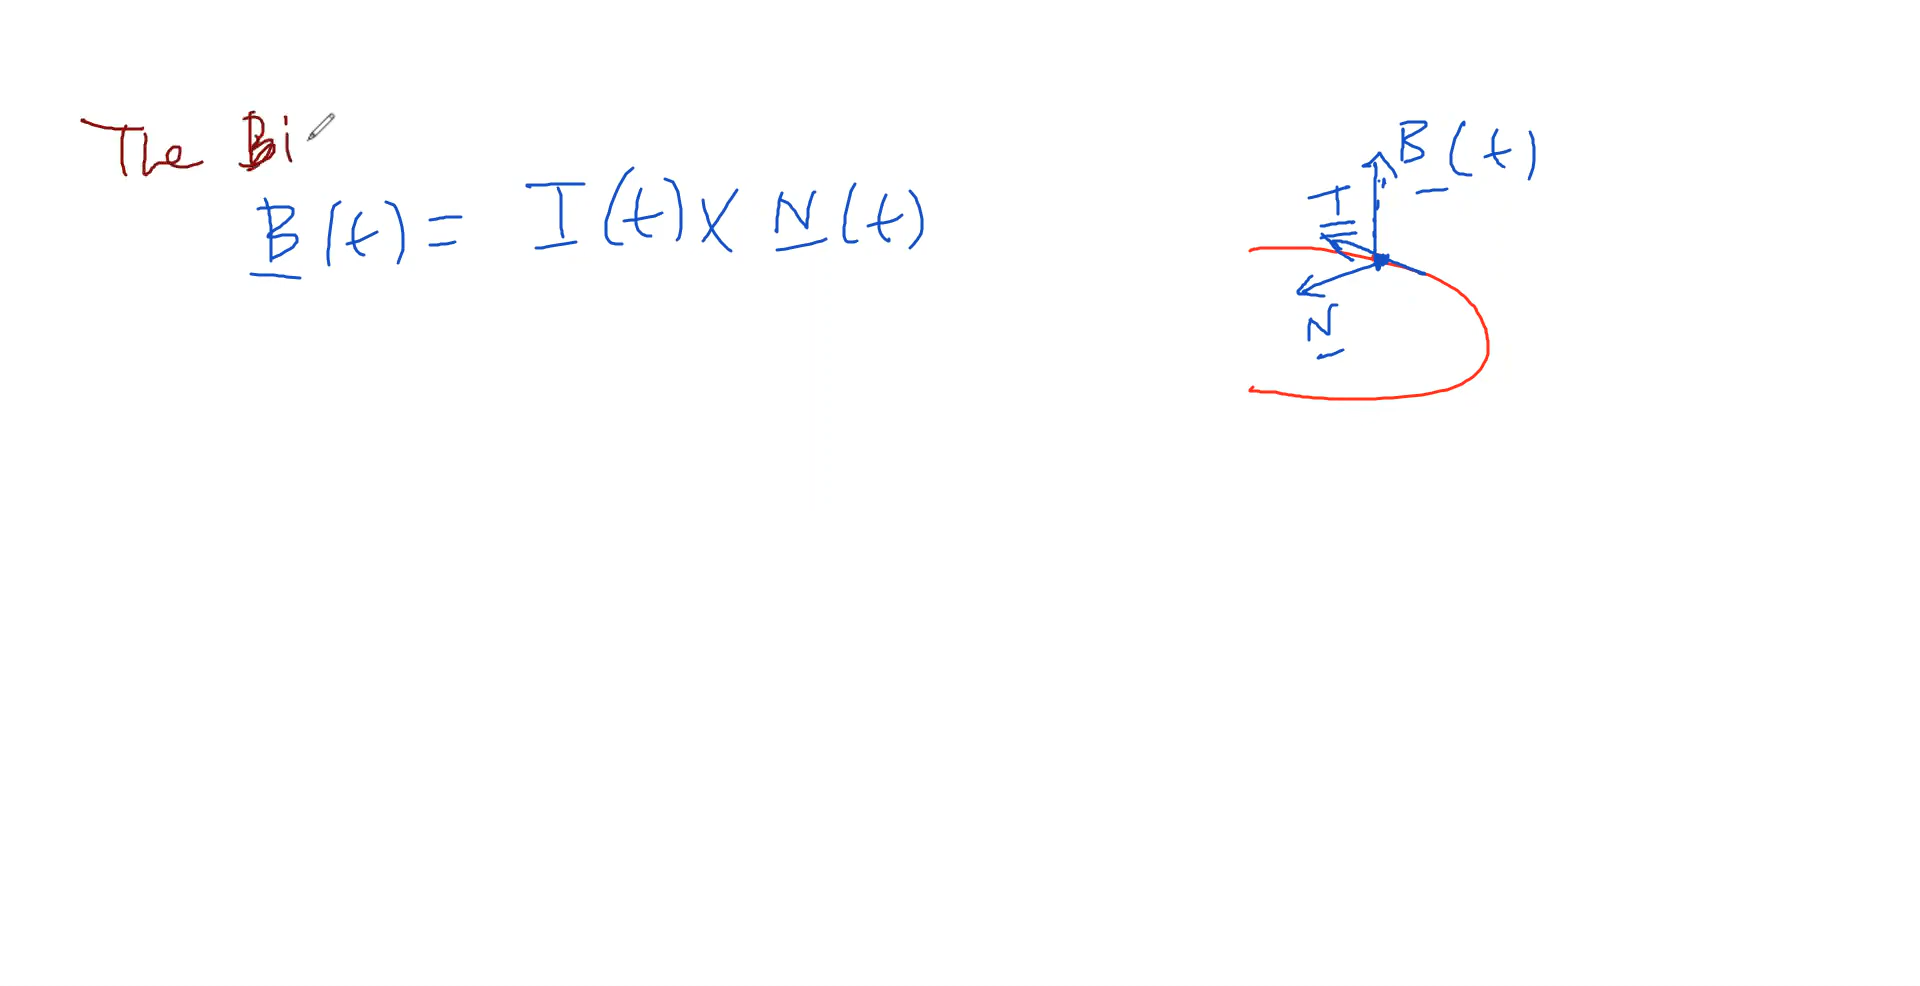 The Bi
B(t) = T(t) X N(t)
B(t)
T
N